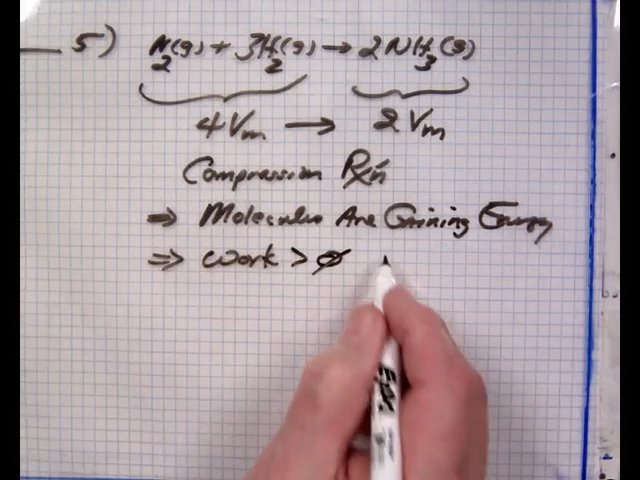 5) N2(g) + 3H2(g) → 2NH3(g)
4Vm → 2Vm
Compression Rxn
⇒ Molecules Are Gaining Energy
⇒ Work > ∅